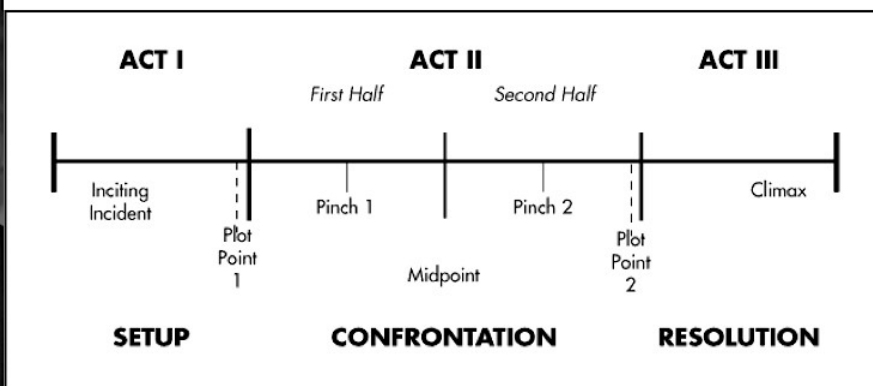 ACT I
ACT II
ACT III
First Half
Second Half
Inciting
Incident
Plot
Point
1
Pinch 1
Midpoint
Pinch 2
Plot
Point
2
Climax
SETUP
CONFRONTATION
RESOLUTION